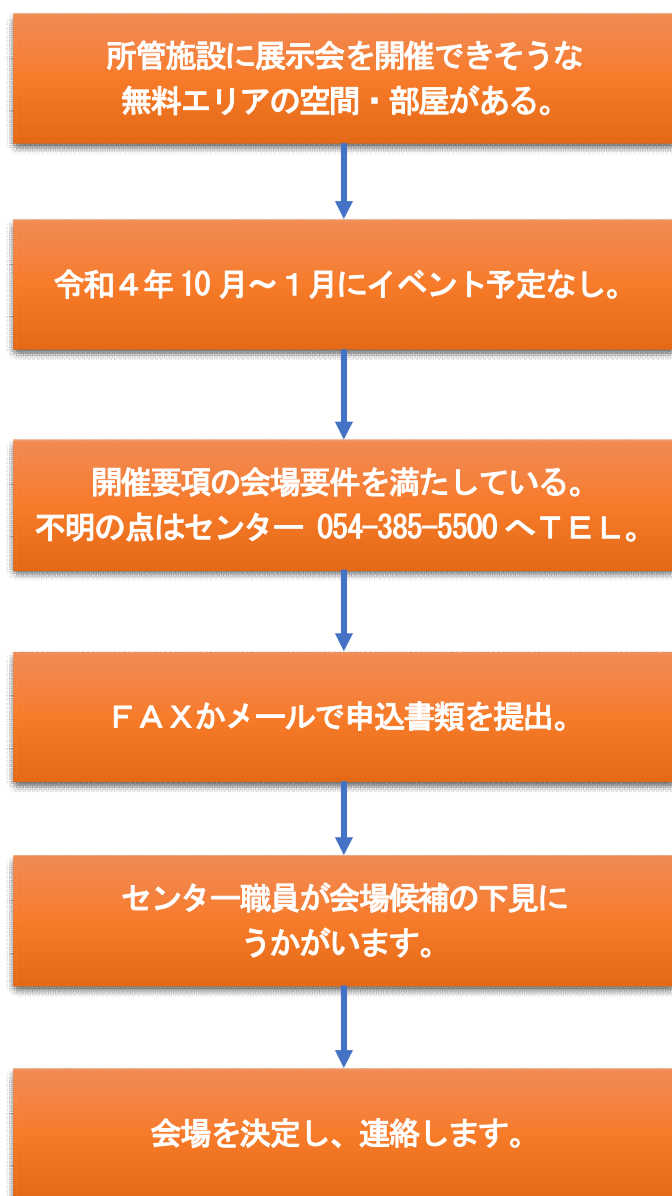 所管施設に展示会を開催できそうな
無料エリアの空間・部屋がある。
令和４年 10 月～１月にイベント予定なし。
開催要項の会場要件を満たしている。
不明の点はセンター 054-385-5500 へＴＥＬ。
ＦＡＸかメールで申込書類を提出。
センター職員が会場候補の下見に
うかがいます。
会場を決定し、連絡します。